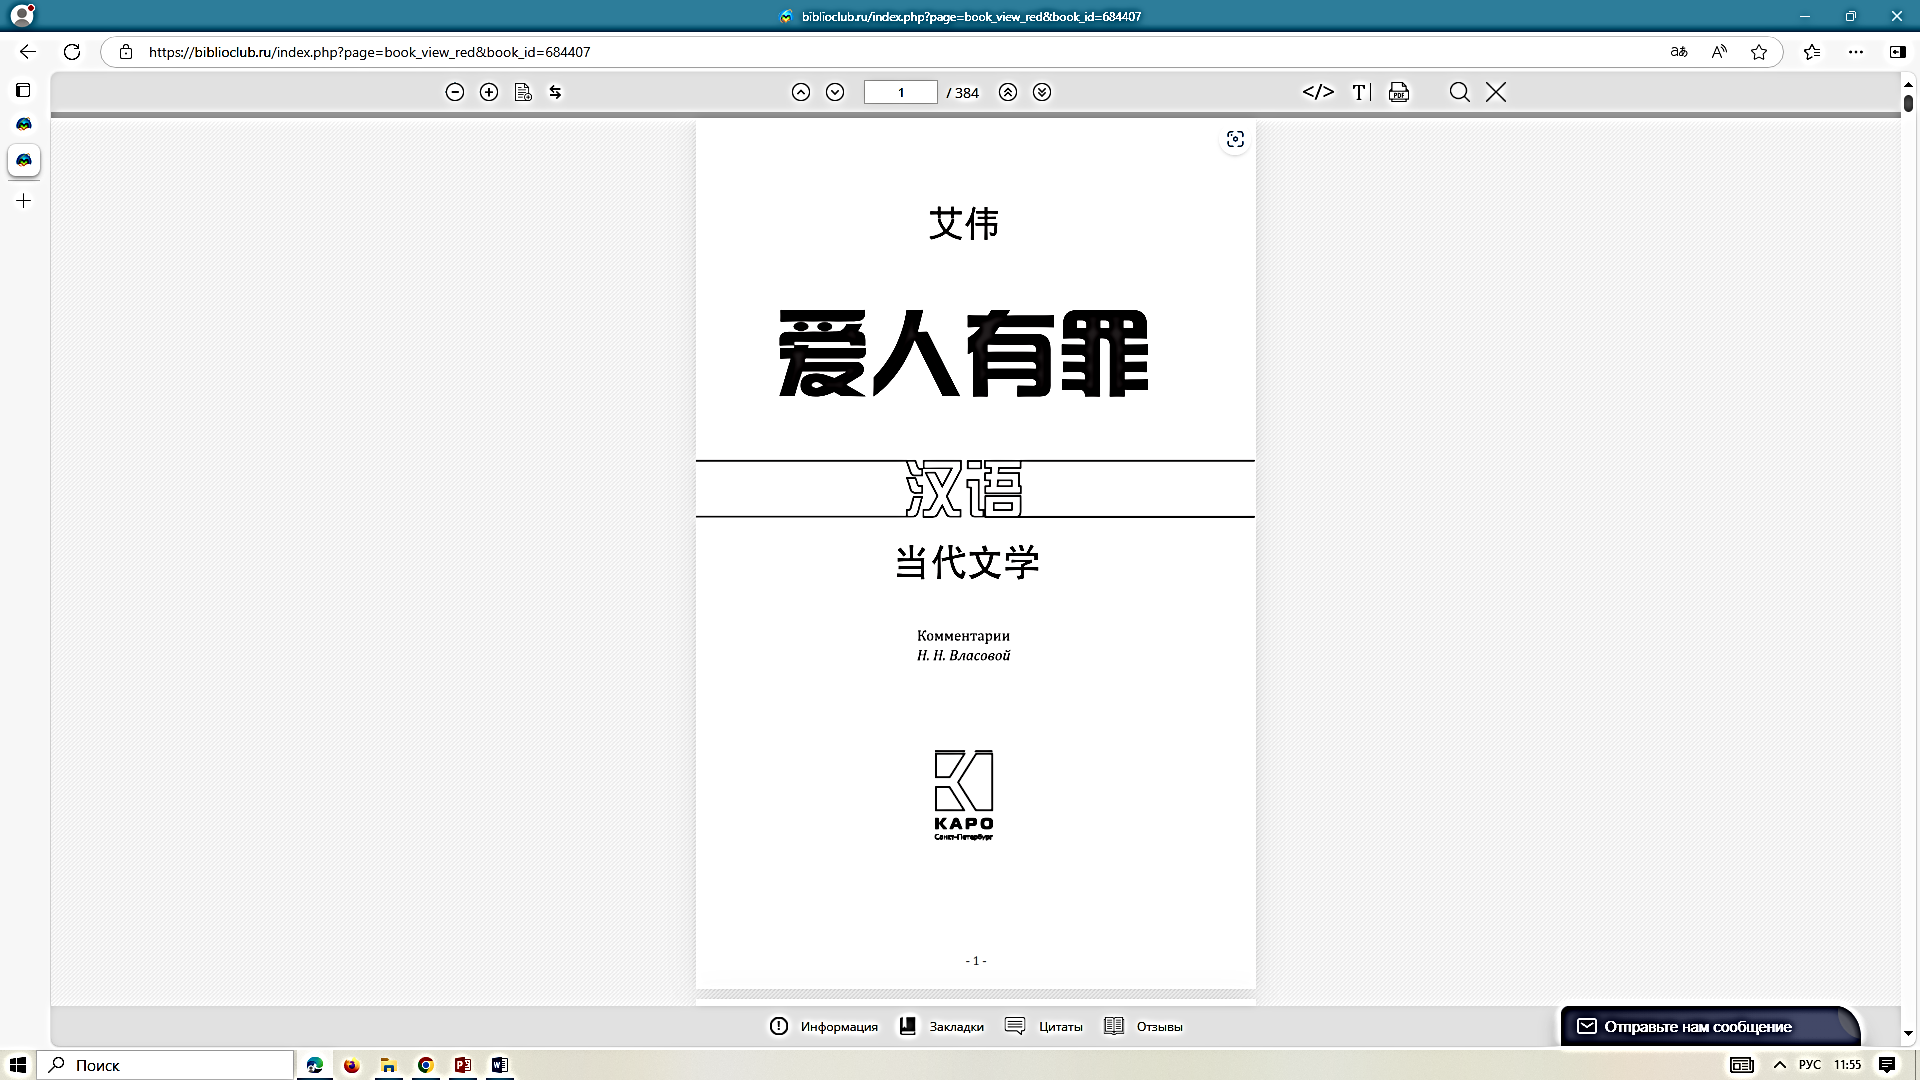 biblioclub.ru/index.php?page=book_view_red&book_id=684407
https://biblioclub.ru/index.php?page=book_view_red&book_id=684407
1 / 384
艾伟
爱人有罪
汉语
当代文学
Комментарии
Н. Н. Власовой
КАРО
Санкт-Петербург
- 1 -
Информация Закладки Цитаты Отзывы
Отправьте нам сообщение
Поиск
РУС 11:55